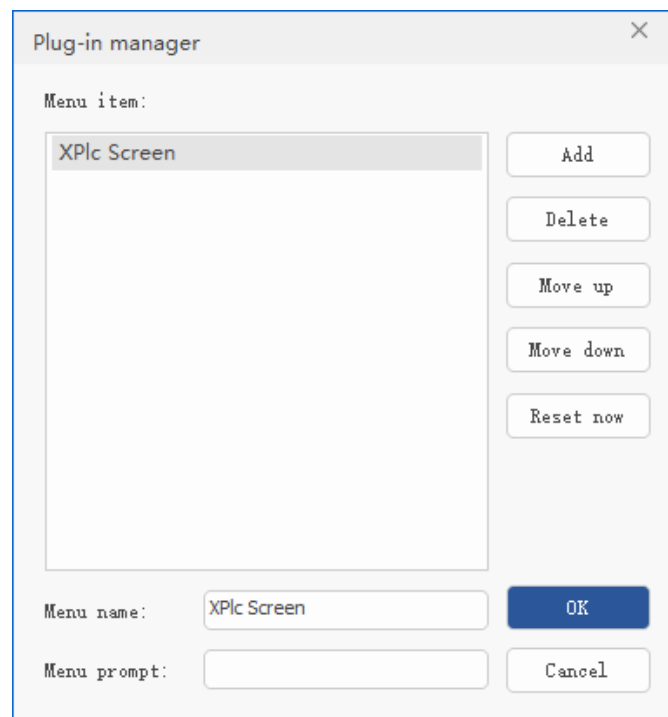 Plug-in manager
Menu item:
XPlc Screen
Add
Delete
Move up
Move down
Reset now
Menu name:
XPlc Screen
OK
Menu prompt:
Cancel